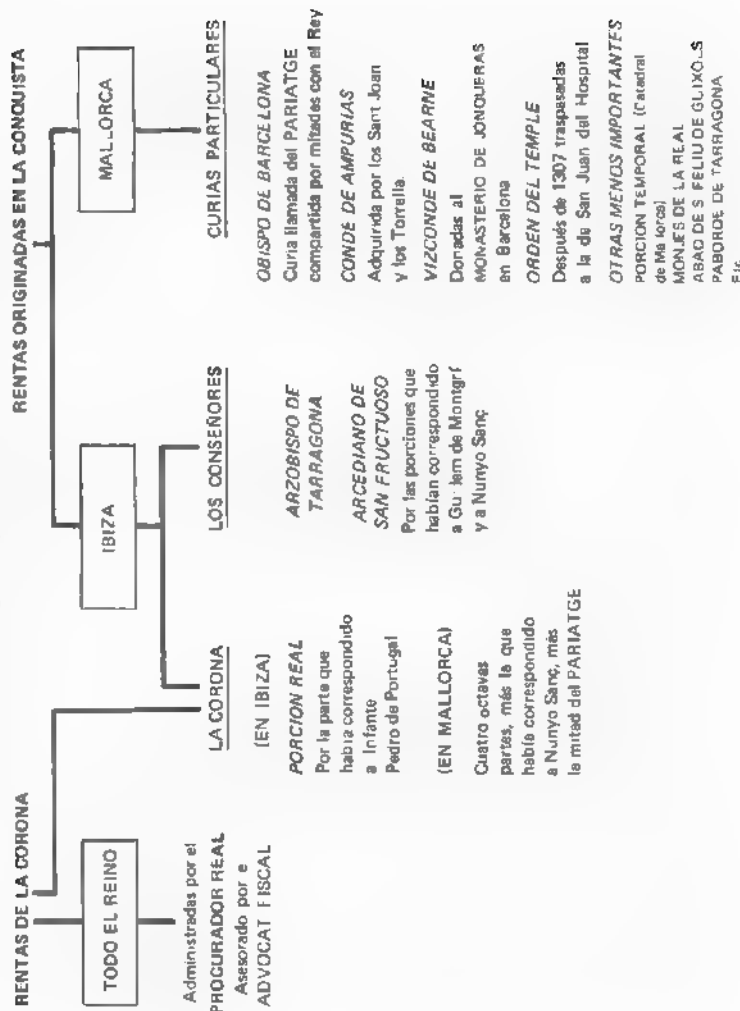 RENTAS DE LA CORONA
TODO EL REINO
Administradas por el
PROCURADOR REAL
Asesorado por e
ADVOCAT FISCAL
RENTAS ORIGINADAS EN LA CONQUISTA
IBIZA
MALLORCA
LA CORONA
(EN IBIZA)
PORCION REAL
Por la parte que
había correspondido
a Infante
Pedro de Portugal
(EN MALLORCA)
Cuatro octavas
partes, más la que
había correspondido
a Nunyo Sanç, más
la mitad del PARIATGE
LOS CONSEÑORES
ARZOBISPO DE
TARRAGONA
ARCEDIANO DE
SAN FRUCTUOSO
Por las porciones que
habían correspondido
a Gu lem de Montgrí
y a Nunyo Sanç
CURIAS PARTICULARES
OBISPO DE BARCELONA
Curia llamada del PARIATGE
compartida por mitades con el Rey
CONDE DE AMPURIAS
Adquirida por los Sant Joan
y los Torrella.
VIZCONDE DE BEARNE
Donadas al
MONASTERIO DE JONQUERAS
en Barcelona
ORDEN DEL TEMPLE
Después de 1307 traspasadas
a la de San Juan del Hospital
OTRAS MENOS IMPORTANTES
PORCION TEMPORAL (Catedral
de Ma lorca)
MONJES DE LA REAL
ABAD DE S FELIU DE GUIXOLS
PABORDE DE TARRAGONA
Etc.